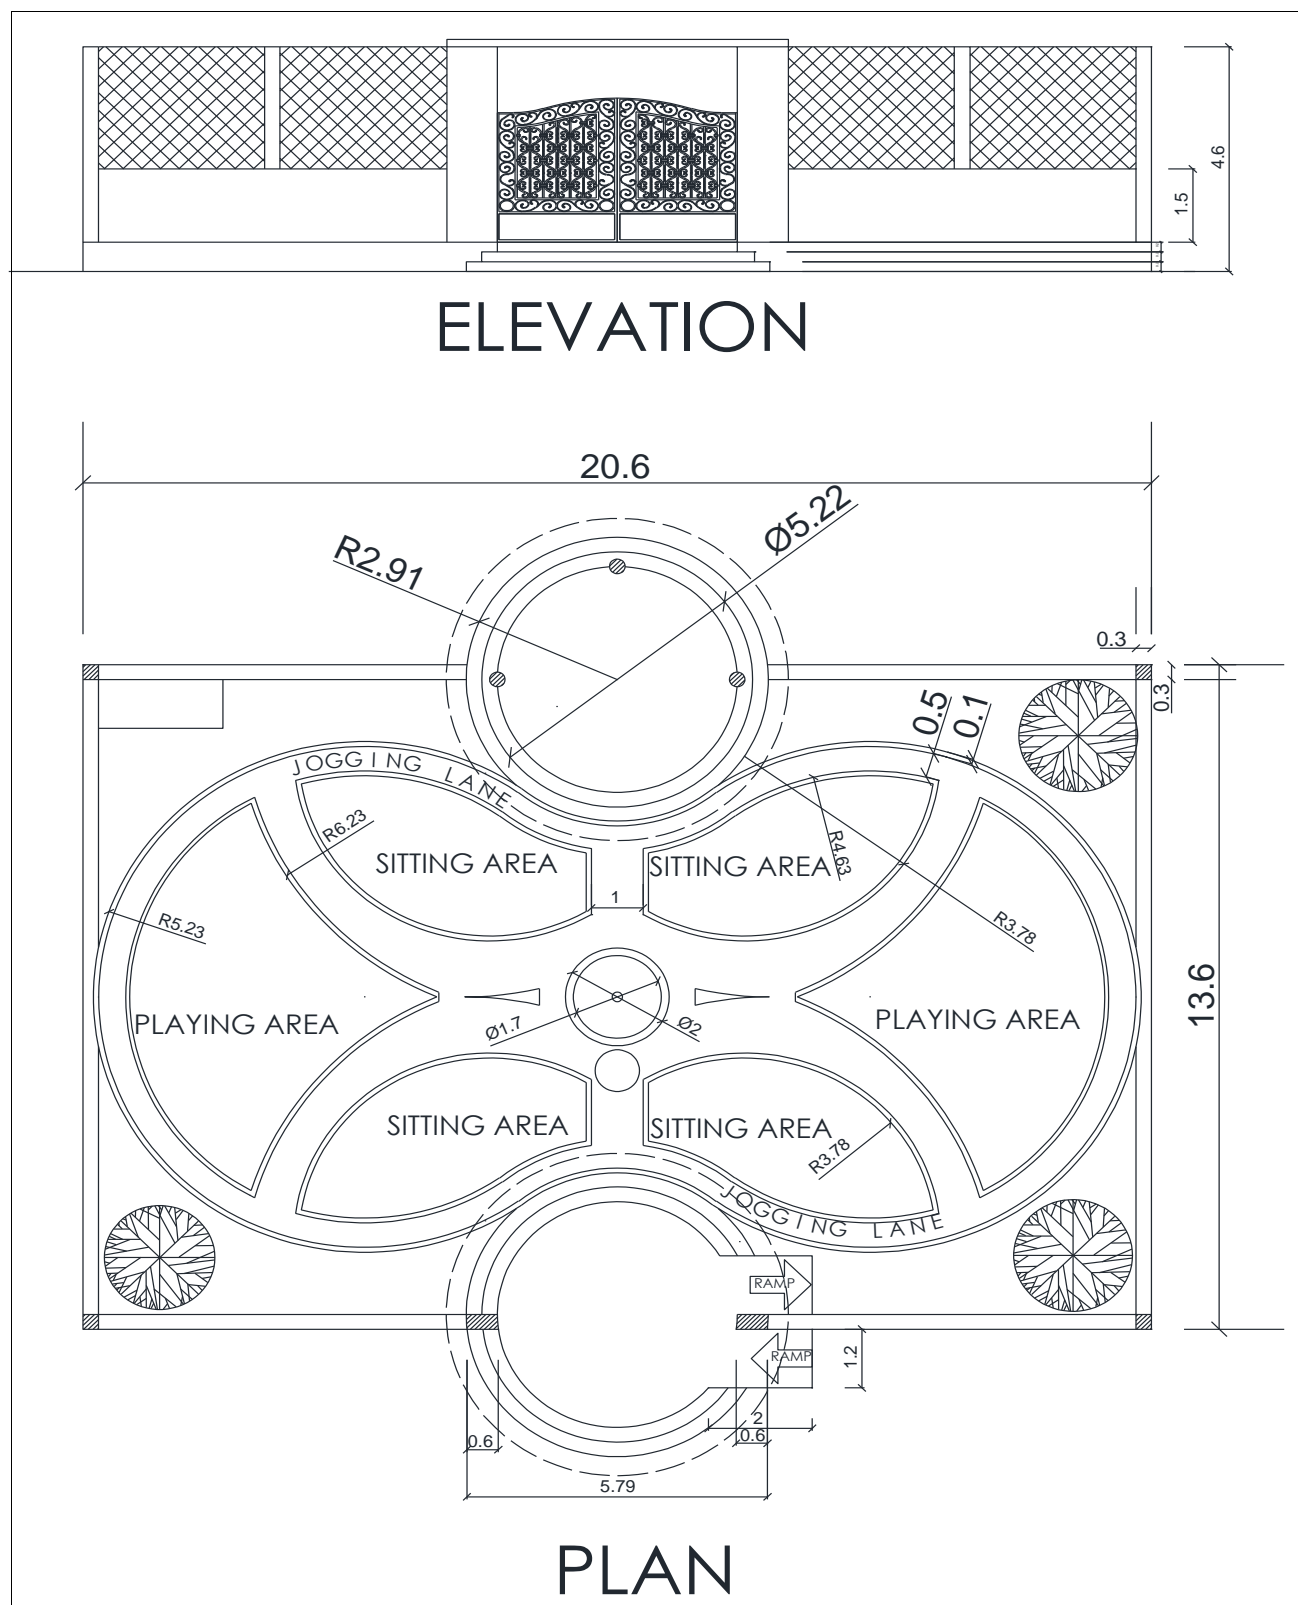 4.6
1.5
ELEVATION
20.6
R2.91
Ø5.22
0.3
0.3
0.5
0.1
JOGGING LANE
R6.23
SITTING AREA
SITTING AREA
R4.63
1
R5.23
R3.78
13.6
PLAYING AREA
PLAYING AREA
Ø1.7
Ø2
SITTING AREA
SITTING AREA
R3.78
JOGGING LANE
RAMP
RAMP
1.2
2
0.6
0.6
5.79
PLAN